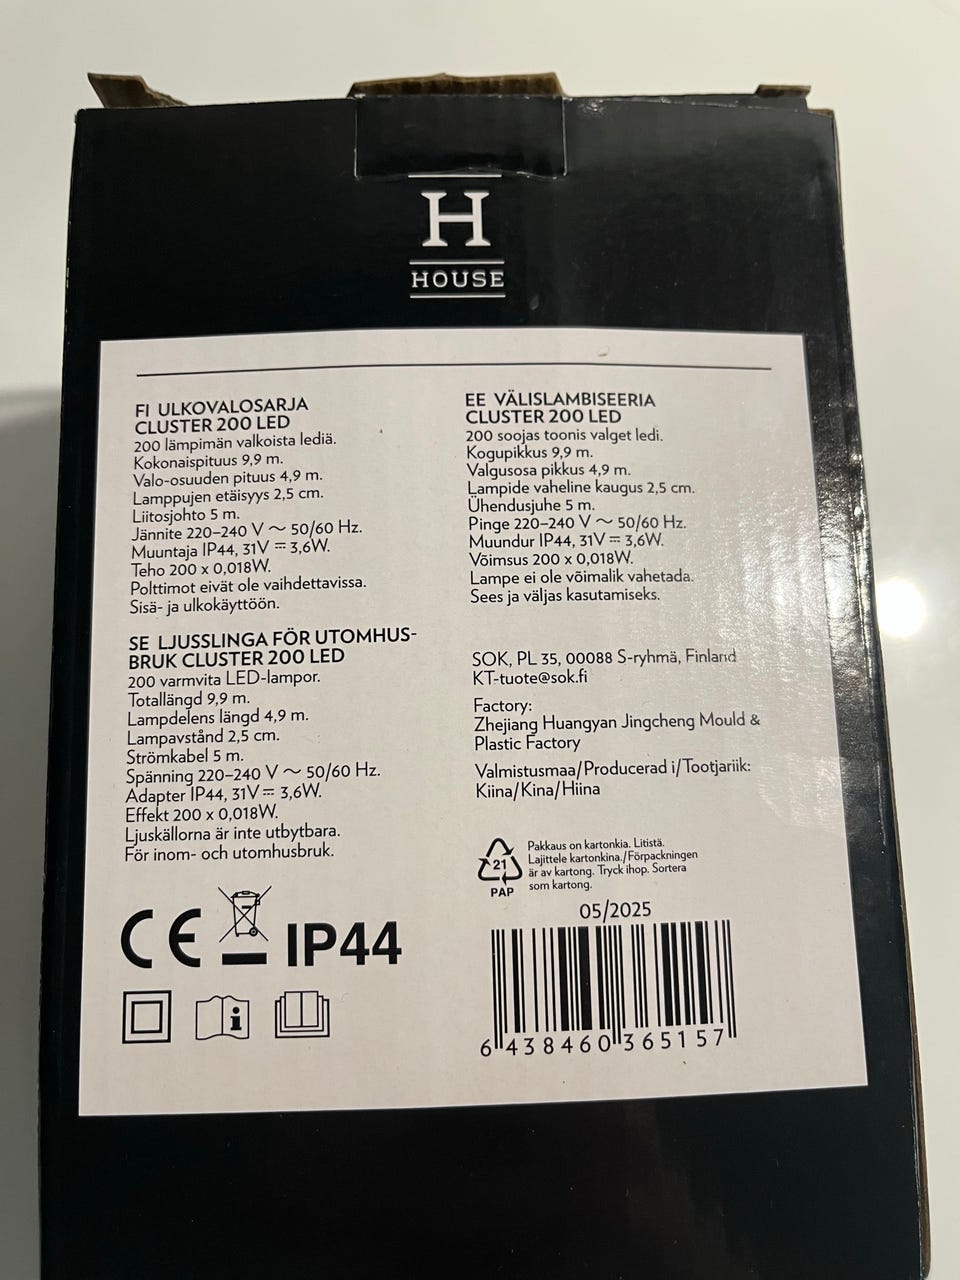 H
HOUSE
FI ULKOVALOSARJA
CLUSTER 200 LED
200 lämpimän valkoista lediä.
Kokonaispituus 9,9 m.
Valo-osuuden pituus 4,9 m.
Lamppujen etäisyys 2,5 cm.
Liitosjohto 5 m.
Jännite 220–240 V ～ 50/60 Hz.
Muuntaja IP44, 31V ⎓ 3,6W.
Teho 200 x 0,018W.
Polttimot eivät ole vaihdettavissa.
Sisä- ja ulkokäyttöön.
SE LJUSSLINGA FÖR UTOMHUS-
BRUK CLUSTER 200 LED
200 varmvita LED-lampor.
Totallängd 9,9 m.
Lampdelens längd 4,9 m.
Lampavstånd 2,5 cm.
Strömkabel 5 m.
Spänning 220–240 V ～ 50/60 Hz.
Adapter IP44, 31V ⎓ 3,6W.
Effekt 200 x 0,018W.
Ljuskällorna är inte utbytbara.
För inom- och utomhusbruk.
CE IP44
EE VÄLISLAMBISEERIA
CLUSTER 200 LED
200 soojas toonis valget ledi.
Kogupikkus 9,9 m.
Valgusosa pikkus 4,9 m.
Lampide vaheline kaugus 2,5 cm.
Ühendusjuhe 5 m.
Pinge 220–240 V ～ 50/60 Hz.
Muundur IP44, 31V ⎓ 3,6W.
Võimsus 200 x 0,018W.
Lampe ei ole võimalik vahetada.
Sees ja väljas kasutamiseks.
SOK, PL 35, 00088 S-ryhmä, Finland
KT-tuote@sok.fi
Factory:
Zhejiang Huangyan Jingcheng Mould &
Plastic Factory
Valmistusmaa/Producerad i/Tootjariik:
Kiina/Kina/Hiina
21
PAP
Pakkaus on kartonkia. Litistä.
Lajittele kartonkina./Förpackningen
är av kartong. Tryck ihop. Sortera
som kartong.
05/2025
6 438460 365157